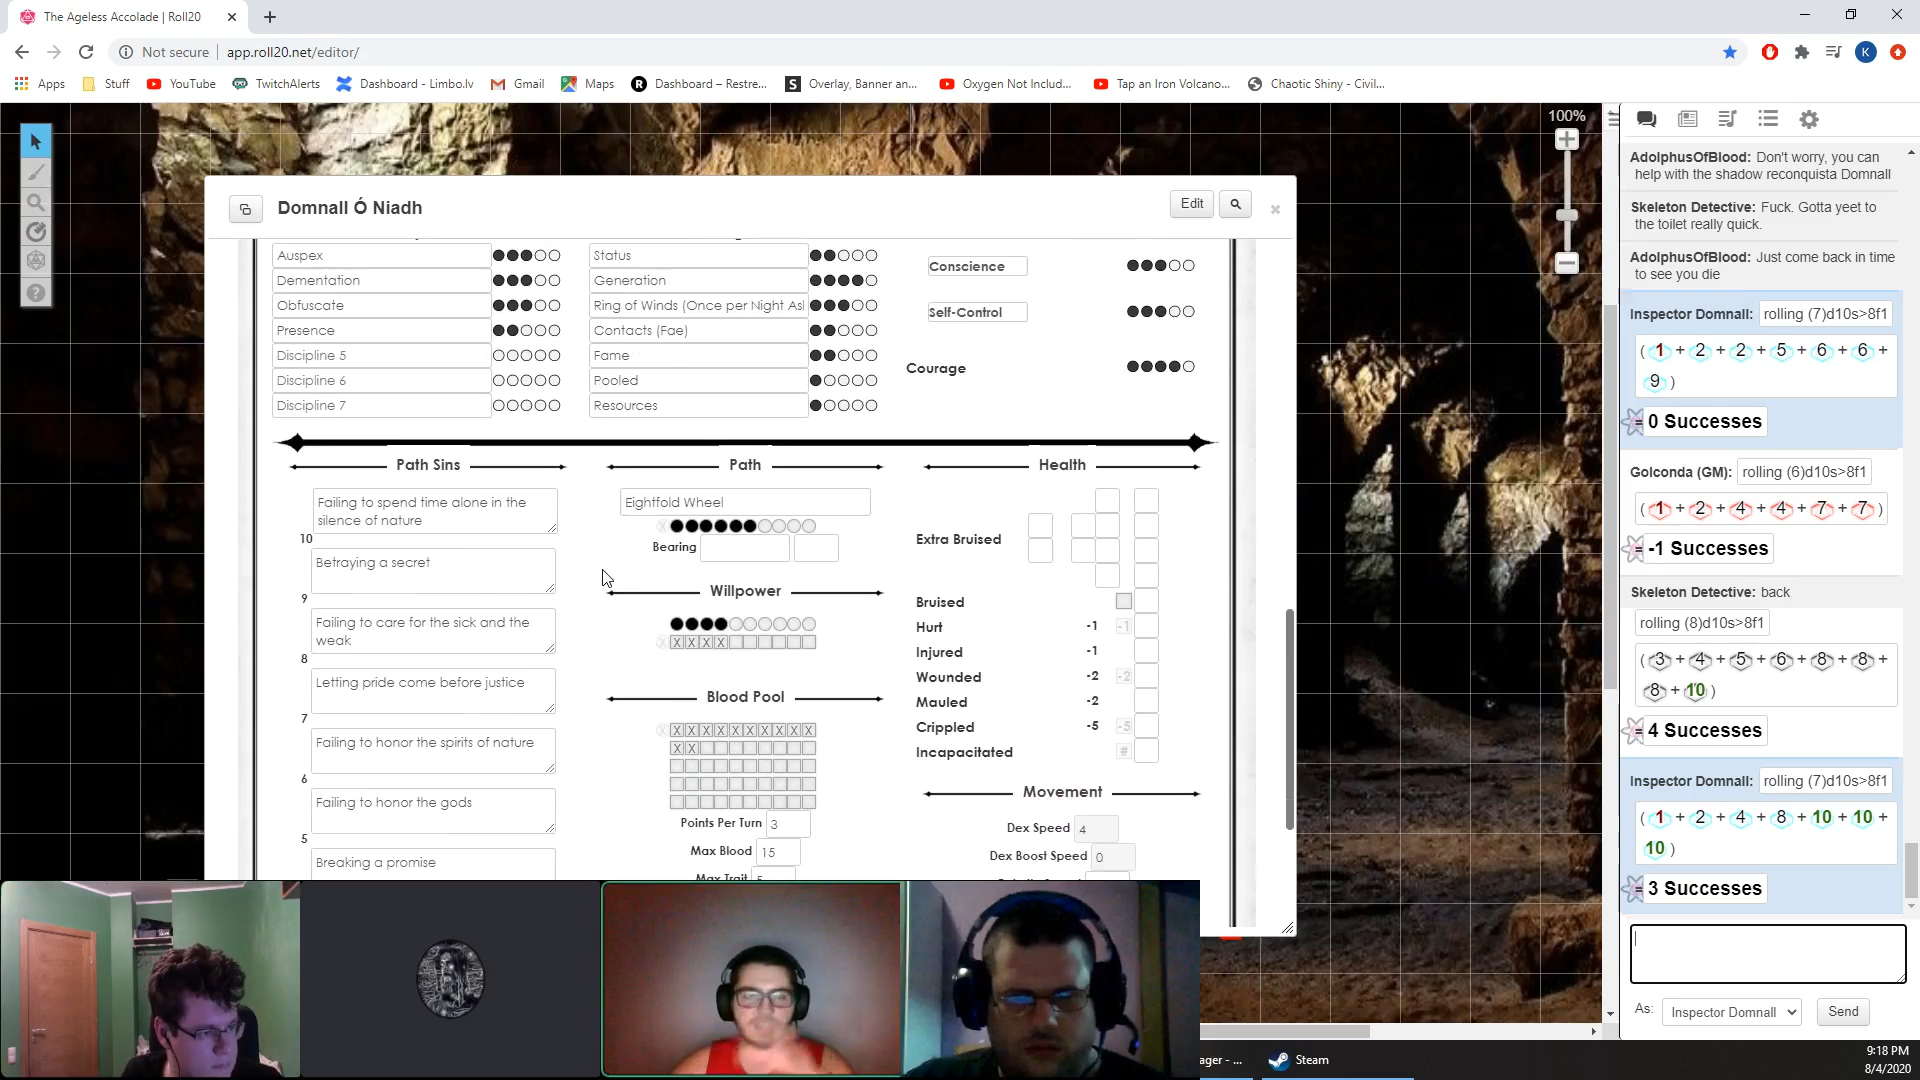 The Ageless Accolade | Roll20
Not secure
app.roll20.net/editor/
K
Apps
Stuff
YouTube
TwitchAlerts
Dashboard - Limbo.lv
Gmail
Maps
Dashboard – Restre...
Overlay, Banner an...
Oxygen Not Includ...
Tap an Iron Volcano...
Chaotic Shiny - Civil...
100%
Domnall Ó Niadh
Edit
Auspex
Dementation
Obfuscate
Presence
Discipline 5
Discipline 6
Discipline 7
Status
Generation
Ring of Winds (Once per Night Asl
Contacts (Fae)
Fame
Pooled
Resources
Conscience
Self-Control
Courage
Path Sins
Failing to spend time alone in the
silence of nature
10
Betraying a secret
9
Failing to care for the sick and the
weak
8
Letting pride come before justice
7
Failing to honor the spirits of nature
6
Failing to honor the gods
5
Breaking a promise
Path
Eightfold Wheel
Bearing
Willpower
X X X X
Blood Pool
X X X X X X X X X X
X X
Points Per Turn 3
Max Blood 15
Max Trait 5
Health
Extra Bruised
Bruised
Hurt -1 -1
Injured -1
Wounded -2 -2
Mauled -2
Crippled -5 -5
Incapacitated #
Movement
Dex Speed 4
Dex Boost Speed 0
AdolphusOfBlood: Don't worry, you can
help with the shadow reconquista Domnall
Skeleton Detective: Fuck. Gotta yeet to
the toilet really quick.
AdolphusOfBlood: Just come back in time
to see you die
Inspector Domnall: rolling (7)d10s>8f1
( 1 + 2 + 2 + 5 + 6 + 6 +
9 )
= 0 Successes
Golconda (GM): rolling (6)d10s>8f1
( 1 + 2 + 4 + 4 + 7 + 7 )
= -1 Successes
Skeleton Detective: back
rolling (8)d10s>8f1
( 3 + 4 + 5 + 6 + 8 + 8 +
8 + 10 )
= 4 Successes
Inspector Domnall: rolling (7)d10s>8f1
( 1 + 2 + 4 + 8 + 10 + 10 +
10 )
= 3 Successes
As: Inspector Domnall Send
ager - ...
Steam
9:18 PM
8/4/2020